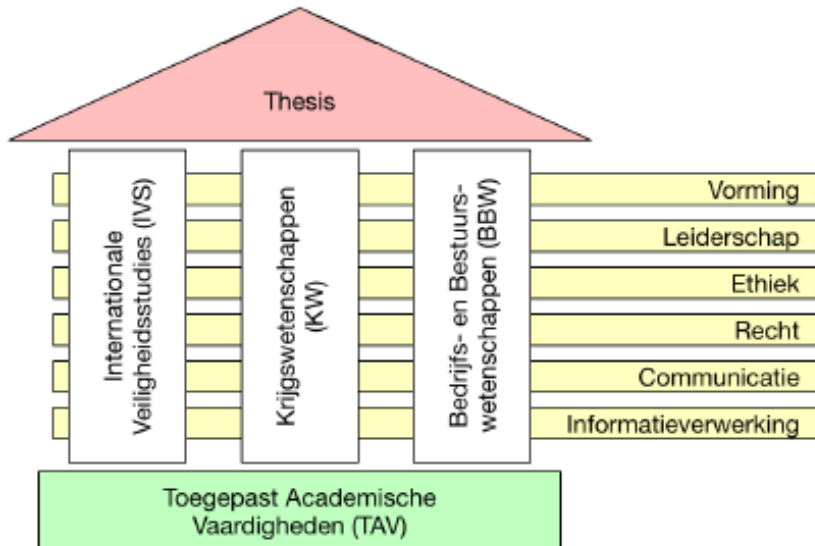 Thesis
Internationale
Veiligheidsstudies (IVS)
Krijgswetenschappen
(KW)
Bedrijfs- en Bestuurs-
wetenschappen (BBW)
Vorming
Leiderschap
Ethiek
Recht
Communicatie
Informatieverwerking
Toegepast Academische
Vaardigheden (TAV)